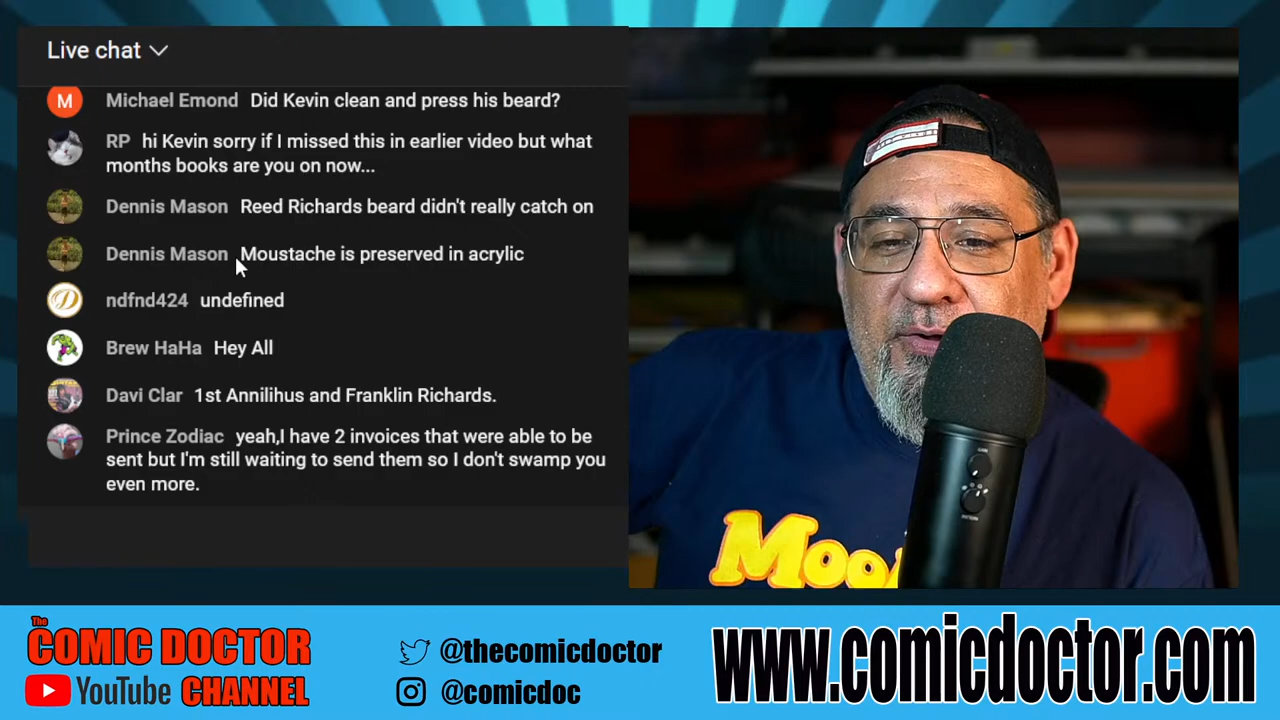 Live chat
M
Michael Emond Did Kevin clean and press his beard?
RP hi Kevin sorry if I missed this in earlier video but what
months books are you on now...
Dennis Mason Reed Richards beard didn't really catch on
Dennis Mason Moustache is preserved in acrylic
D
ndfnd424 undefined
Brew HaHa Hey All
Davi Clar 1st Annilihus and Franklin Richards.
Prince Zodiac yeah,I have 2 invoices that were able to be
sent but I'm still waiting to send them so I don't swamp you
even more.
Moo
The
COMIC DOCTOR
YouTube CHANNEL
@thecomicdoctor
@comicdoc
www.comicdoctor.com